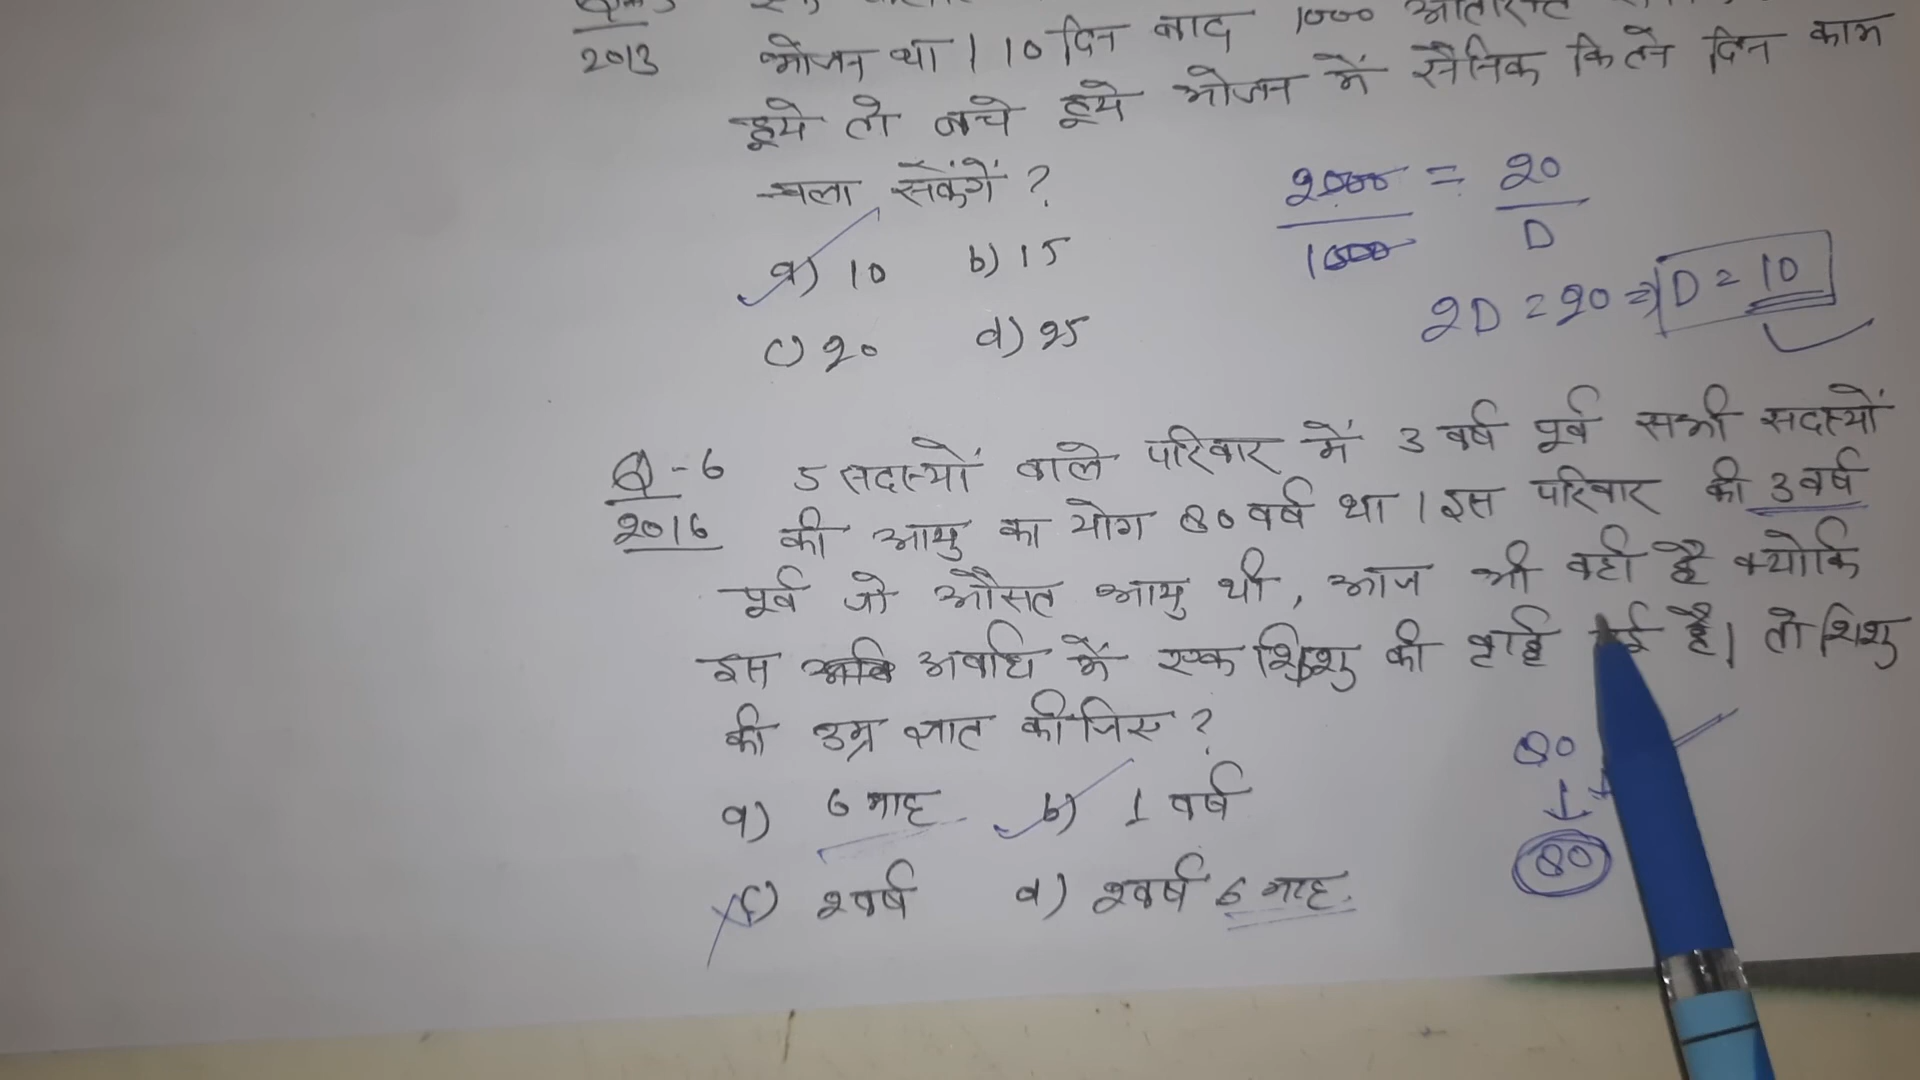 2013 भोजन था । 10 दिन बाद 1000
हुये तो बचे हुये भोजन में सैनिक कितने दिन काम
चला सकेंगें ?
a) 10 b) 15
c) 20 d) 25
2000/1000 = 20/D
2D = 20 ⇒ D = 10
Q-6 5 सदस्यों वाले परिवार में 3 वर्ष पूर्व सभी सदस्यों
2016 की आयु का योग 80 वर्ष था । इस परिवार की 3 वर्ष
पूर्व जो औसत आयु थी, आज भी वही है क्योकि
इस अवधि में एक शिशु की वृद्धि हुई है। तो शिशु
की उम्र ज्ञात कीजिए ?
a) 6 माह b) 1 वर्ष
c) 2 वर्ष d) 2 वर्ष 6 माह.
80
↓
80